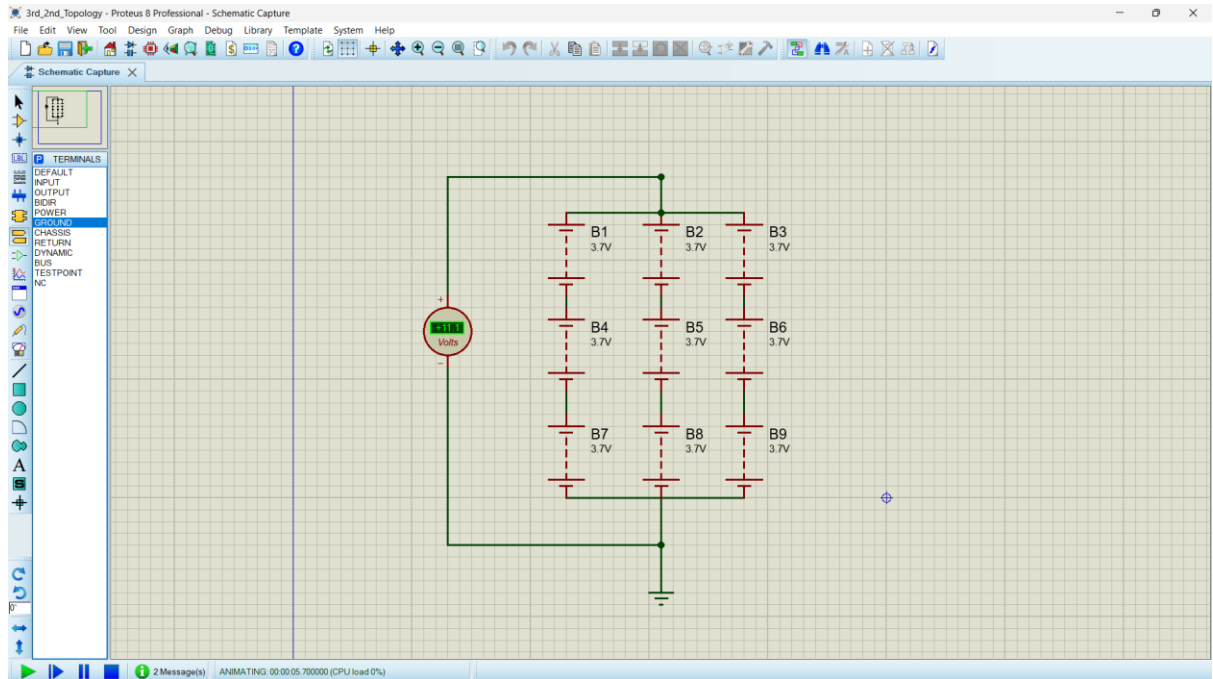 3rd_2nd_Topology - Proteus 8 Professional - Schematic Capture
File Edit View Tool Design Graph Debug Library Template System Help
Schematic Capture
P TERMINALS
DEFAULT
INPUT
OUTPUT
BIDIR
POWER
GROUND
CHASSIS
RETURN
DYNAMIC
BUS
TESTPOINT
NC
LBL
A
S
0°
B1
3.7V
B2
3.7V
B3
3.7V
+
+11.1
Volts
−
B4
3.7V
B5
3.7V
B6
3.7V
B7
3.7V
B8
3.7V
B9
3.7V
2 Message(s)
ANIMATING: 00:00:05.700000 (CPU load 0%)